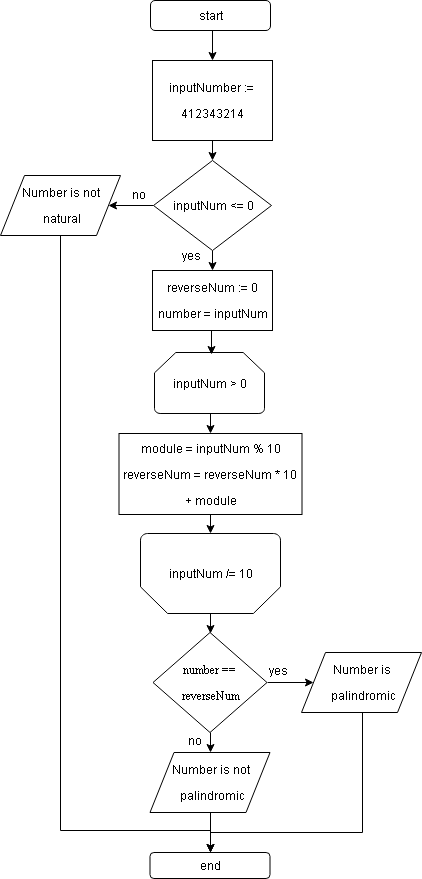 start
inputNumber :=
412343214
inputNum <= 0
no
Number is not
natural
yes
reverseNum := 0
number = inputNum
inputNum > 0
module = inputNum % 10
reverseNum = reverseNum * 10
+ module
inputNum /= 10
number ==
reverseNum
yes
Number is
palindromic
no
Number is not
palindromic
end